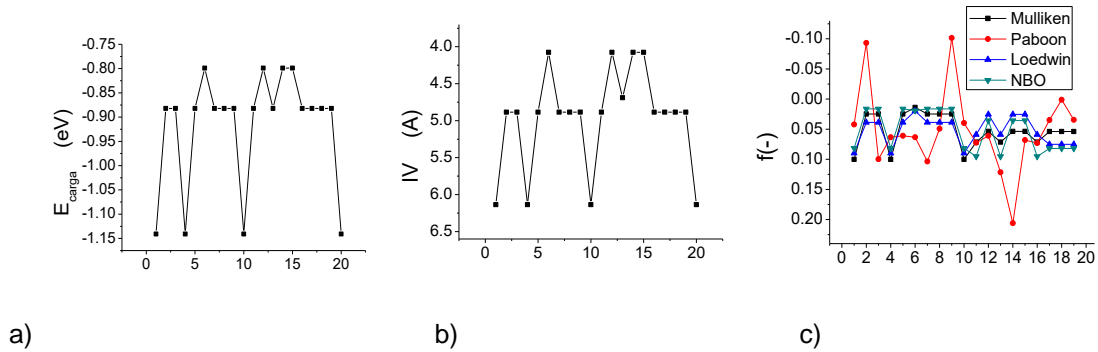 -0.75
-0.80
-0.85
-0.90
-0.95
-1.00
-1.05
-1.10
-1.15
E carga (eV)
0 5 10 15 20
a)
4.0
4.5
5.0
5.5
6.0
6.5
IV (A)
0 5 10 15 20
b)
Mulliken
Paboon
Loedwin
NBO
-0.10
-0.05
0.00
0.05
0.10
0.15
0.20
f(-)
0 2 4 6 8 10 12 14 16 18 20
c)